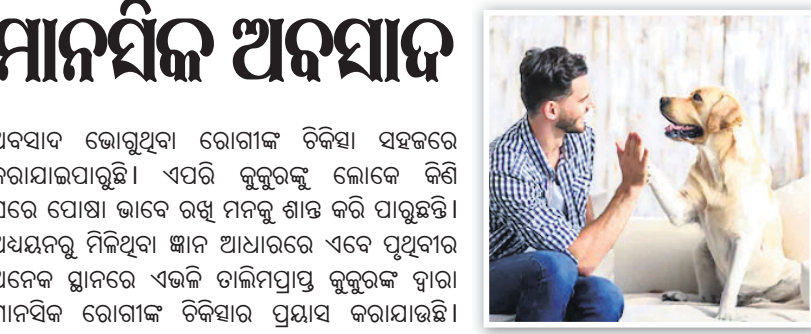 ମାନସିକ ଅବସାଦ
ଅବସାଦ ଭୋଗୁଥିବା ରୋଗୀଙ୍କ ଚିକିତ୍ସା ସହଜରେ
କରାଯାଇପାରୁଛି। ଏପରି କୁକୁରଙ୍କୁ ଲୋକେ କିଣି
ଘରେ ପୋଷା ଭାବେ ରଖି ମନକୁ ଶାନ୍ତ କରି ପାରୁଛନ୍ତି।
ଅଧ୍ୟୟନରୁ ମିଳିଥିବା ଜ୍ଞାନ ଆଧାରରେ ଏବେ ପୃଥିବୀର
ଅନେକ ସ୍ଥାନରେ ଏଭଳି ତାଲିମପ୍ରାପ୍ତ କୁକୁରଙ୍କ ଦ୍ୱାରା
ମାନସିକ ରୋଗୀଙ୍କ ଚିକିତ୍ସାର ପ୍ରୟାସ କରାଯାଉଛି।